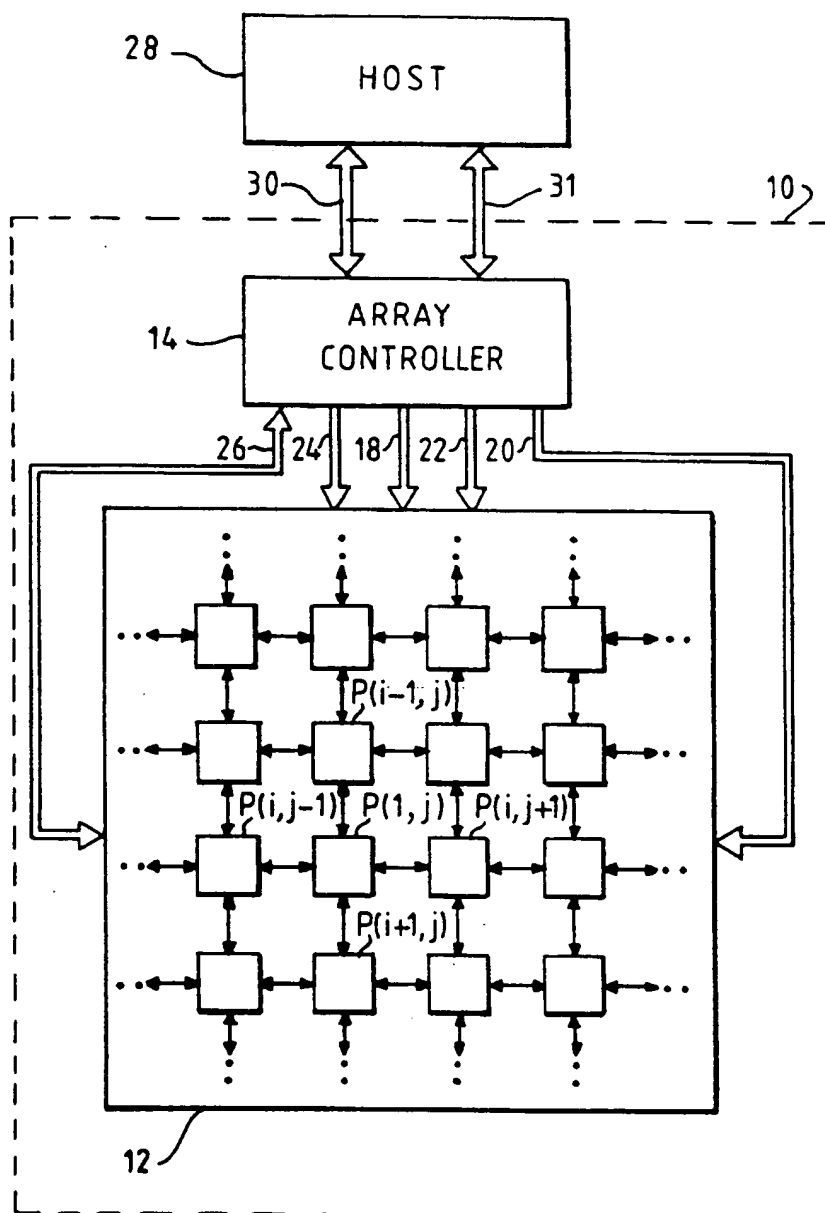 28
HOST
30
31
10
14
ARRAY
CONTROLLER
26
24
18
22
20
P(i-1,j)
P(i,j-1)
P(1,j)
P(i,j+1)
P(i+1,j)
12